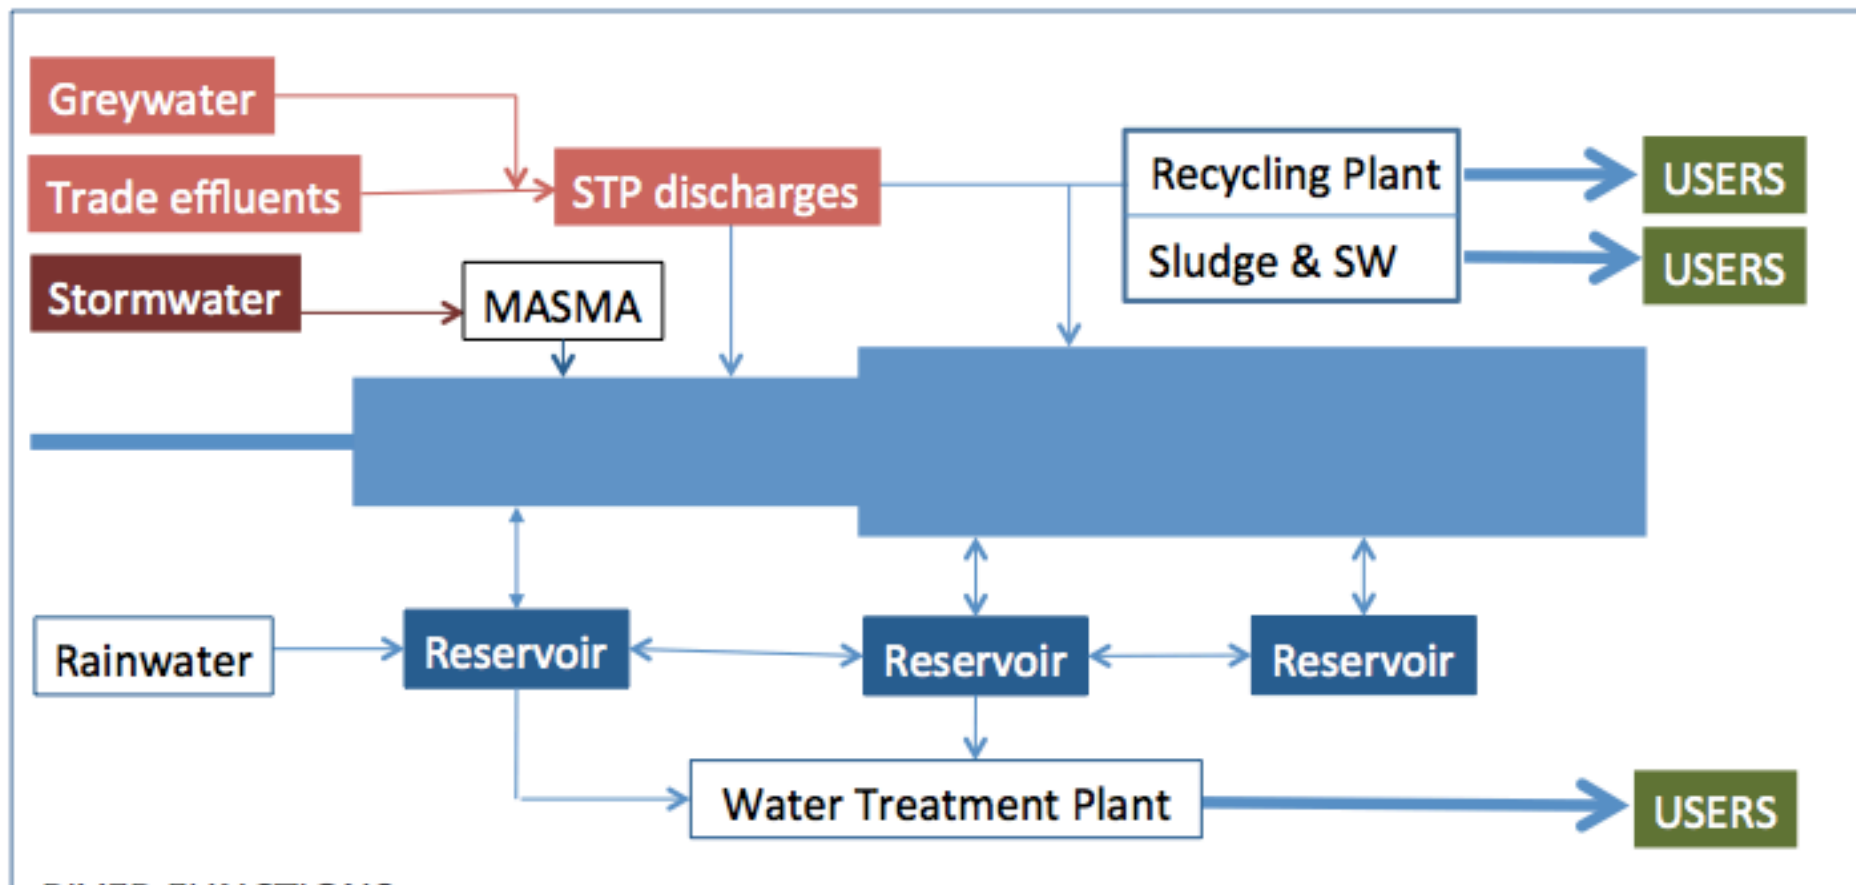 Greywater
Trade effluents
STP discharges
Recycling Plant
USERS
Sludge & SW
USERS
Stormwater
MASMA
Rainwater
Reservoir
Reservoir
Reservoir
Water Treatment Plant
USERS